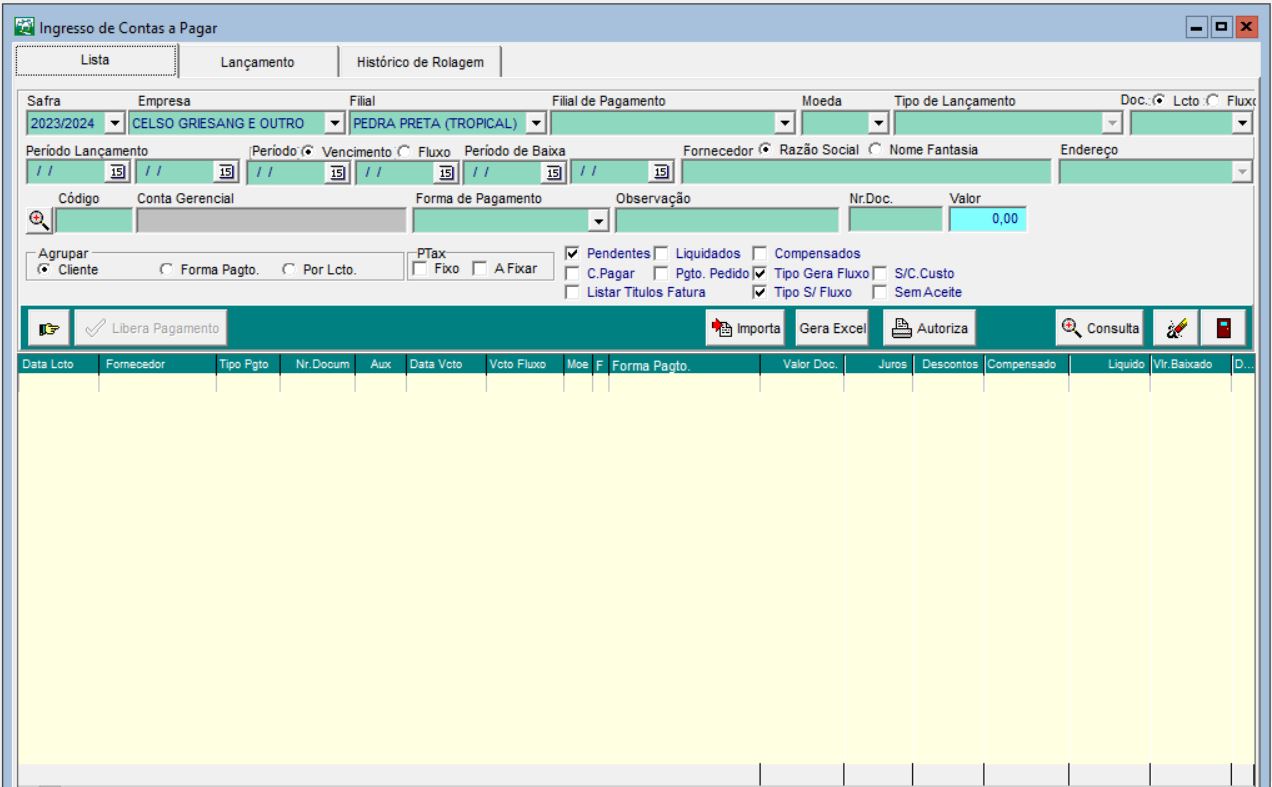 Ingresso de Contas a Pagar
Lista Lançamento Histórico de Rolagem
Safra Empresa Filial Filial de Pagamento Moeda Tipo de Lançamento Doc.: Lcto Fluxo
2023/2024 CELSO GRIESANG E OUTRO PEDRA PRETA (TROPICAL)
Período Lançamento Período Vencimento Fluxo Período de Baixa Fornecedor Razão Social Nome Fantasia Endereço
/ / 15 / / 15 / / 15 / / 15 / / 15 / / 15
Código Conta Gerencial Forma de Pagamento Observação Nr.Doc. Valor
0,00
Agrupar PTax Pendentes Liquidados Compensados
Cliente Forma Pagto. Por Lcto. Fixo A Fixar C.Pagar Pgto. Pedido Tipo Gera Fluxo S/C.Custo
Listar Titulos Fatura Tipo S/ Fluxo Sem Aceite
Libera Pagamento Importa Gera Excel Autoriza Consulta
Data Lcto Fornecedor Tipo Pgto Nr.Docum Aux Data Vcto Vcto Fluxo Moe F Forma Pagto. Valor Doc. Juros Descontos Compensado Liquido Vlr.Baixado D...